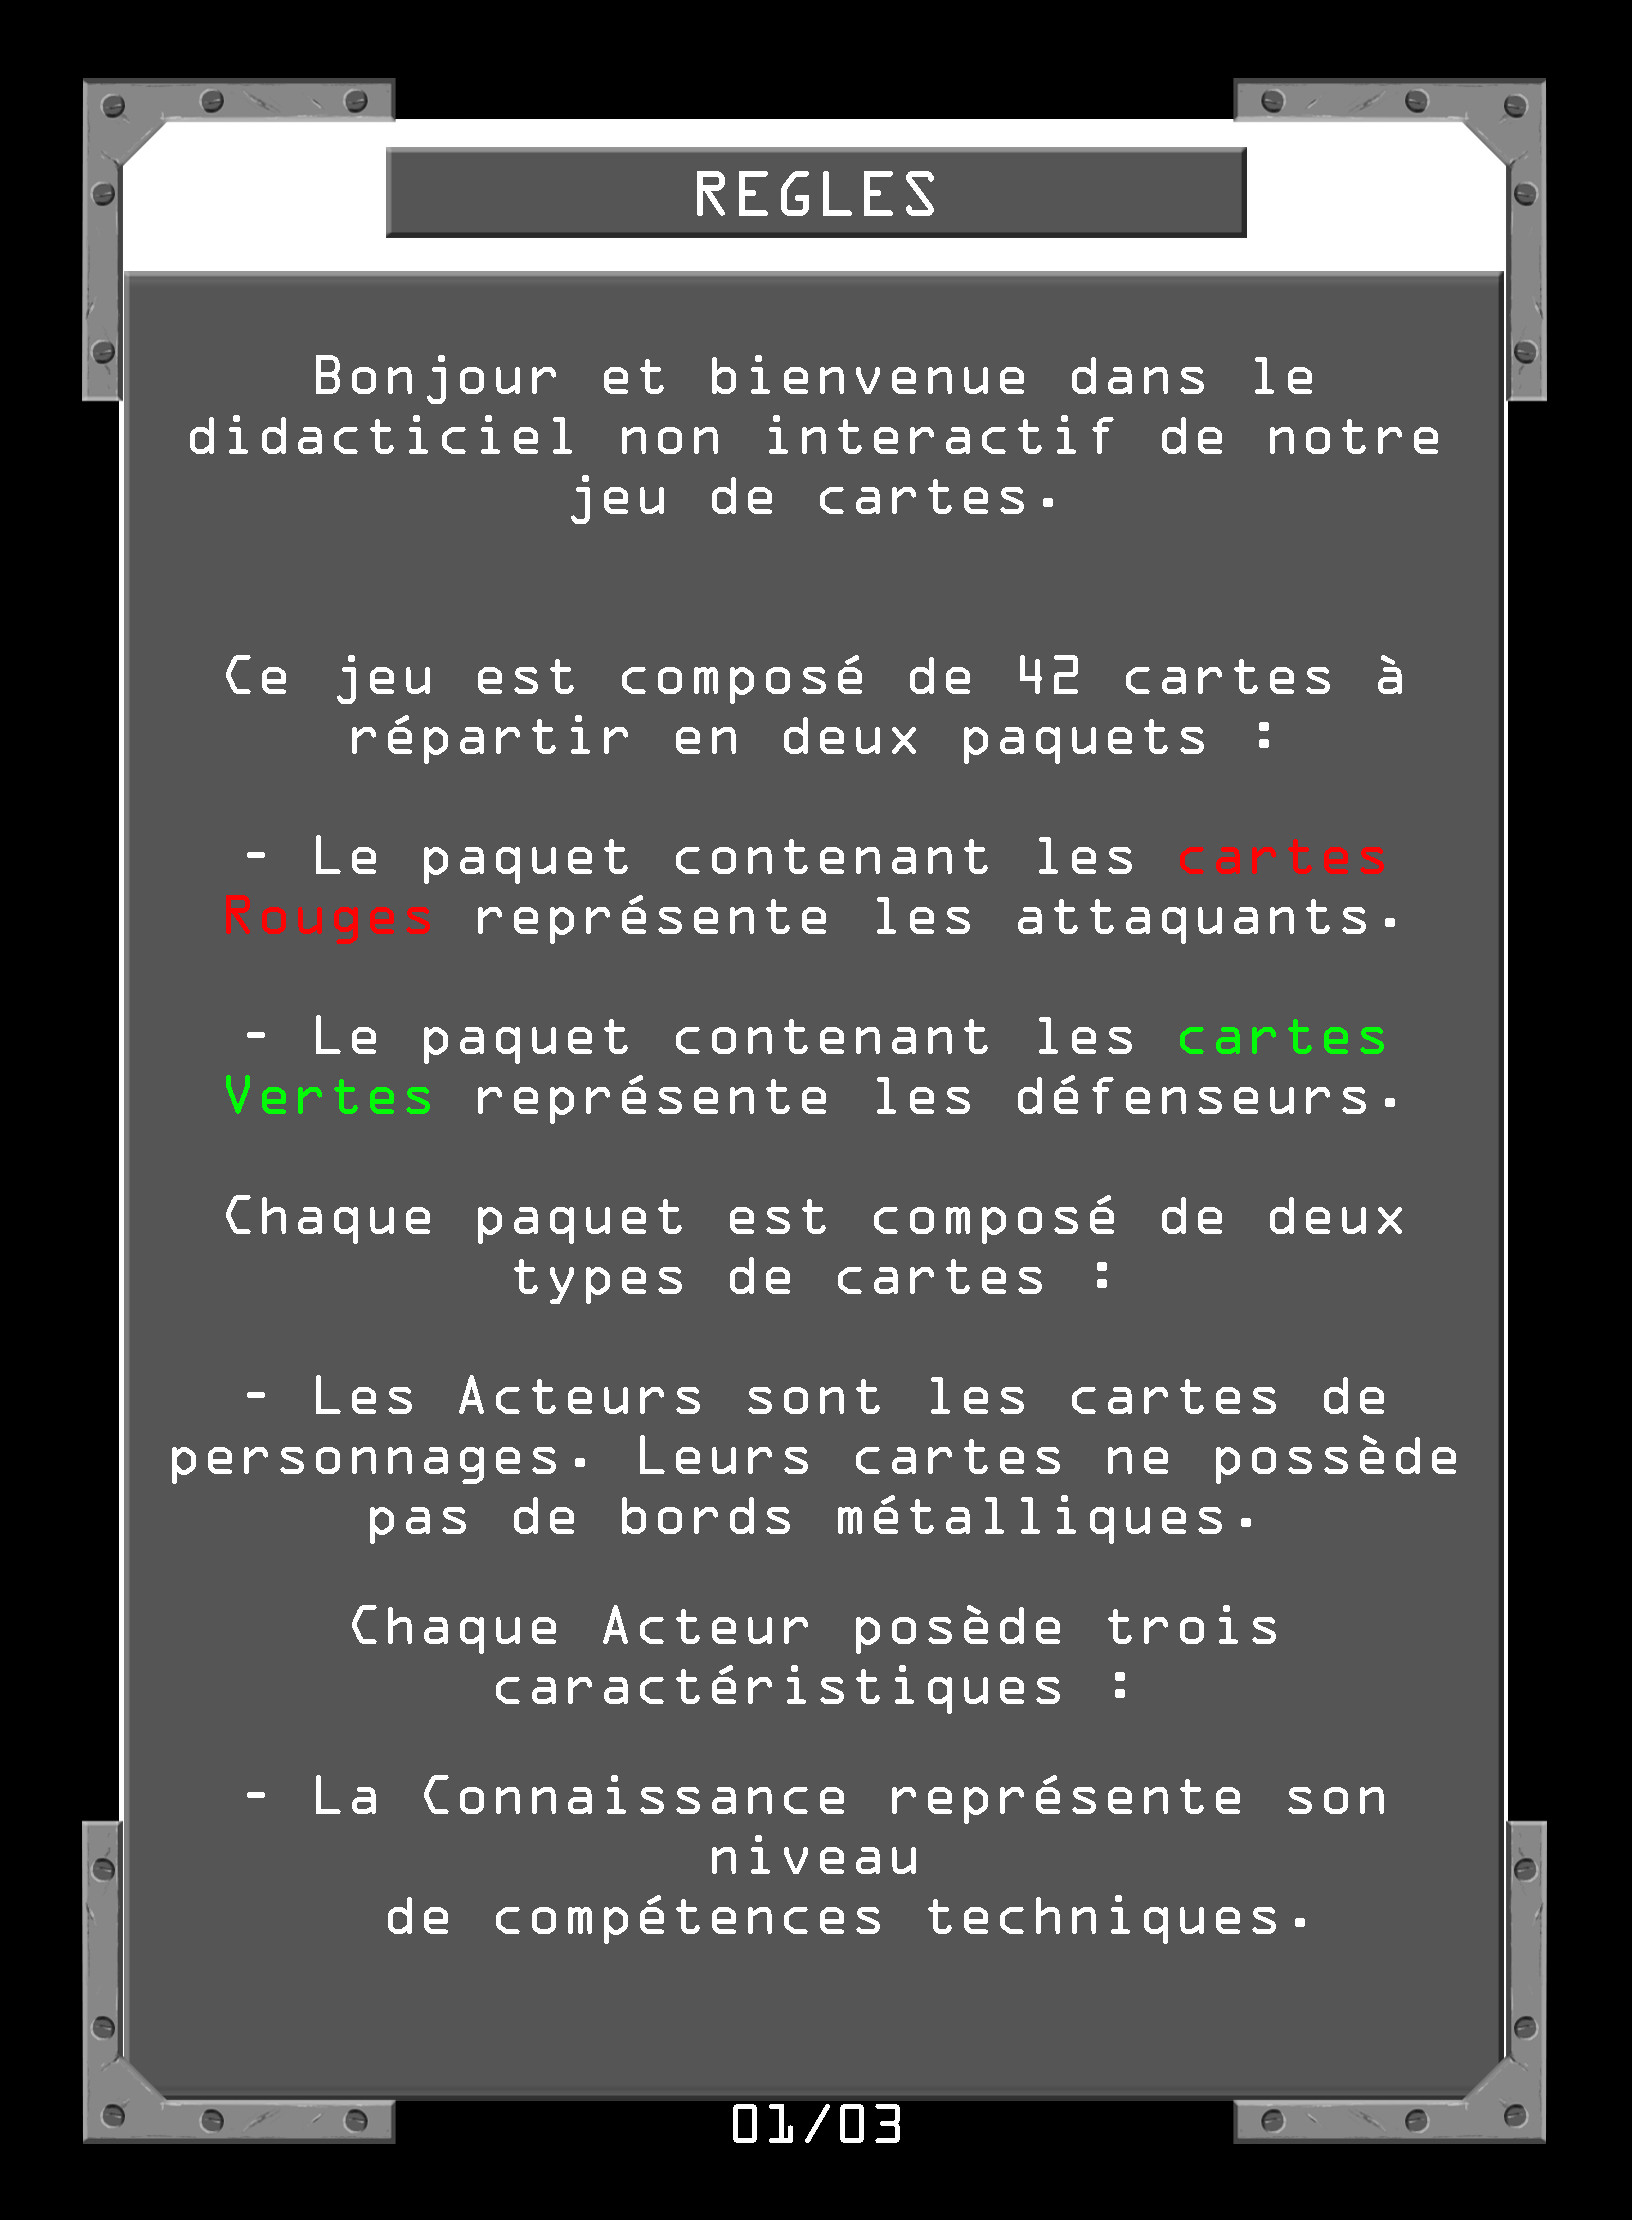 REGLES
Bonjour et bienvenue dans le
didacticiel non interactif de notre
jeu de cartes.
Ce jeu est composé de 42 cartes à
répartir en deux paquets :
- Le paquet contenant les cartes
Rouges représente les attaquants.
- Le paquet contenant les cartes
Vertes représente les défenseurs.
Chaque paquet est composé de deux
types de cartes :
- Les Acteurs sont les cartes de
personnages. Leurs cartes ne possède
pas de bords métalliques.
Chaque Acteur posède trois
caractéristiques :
- La Connaissance représente son
niveau
de compétences techniques.
01/03